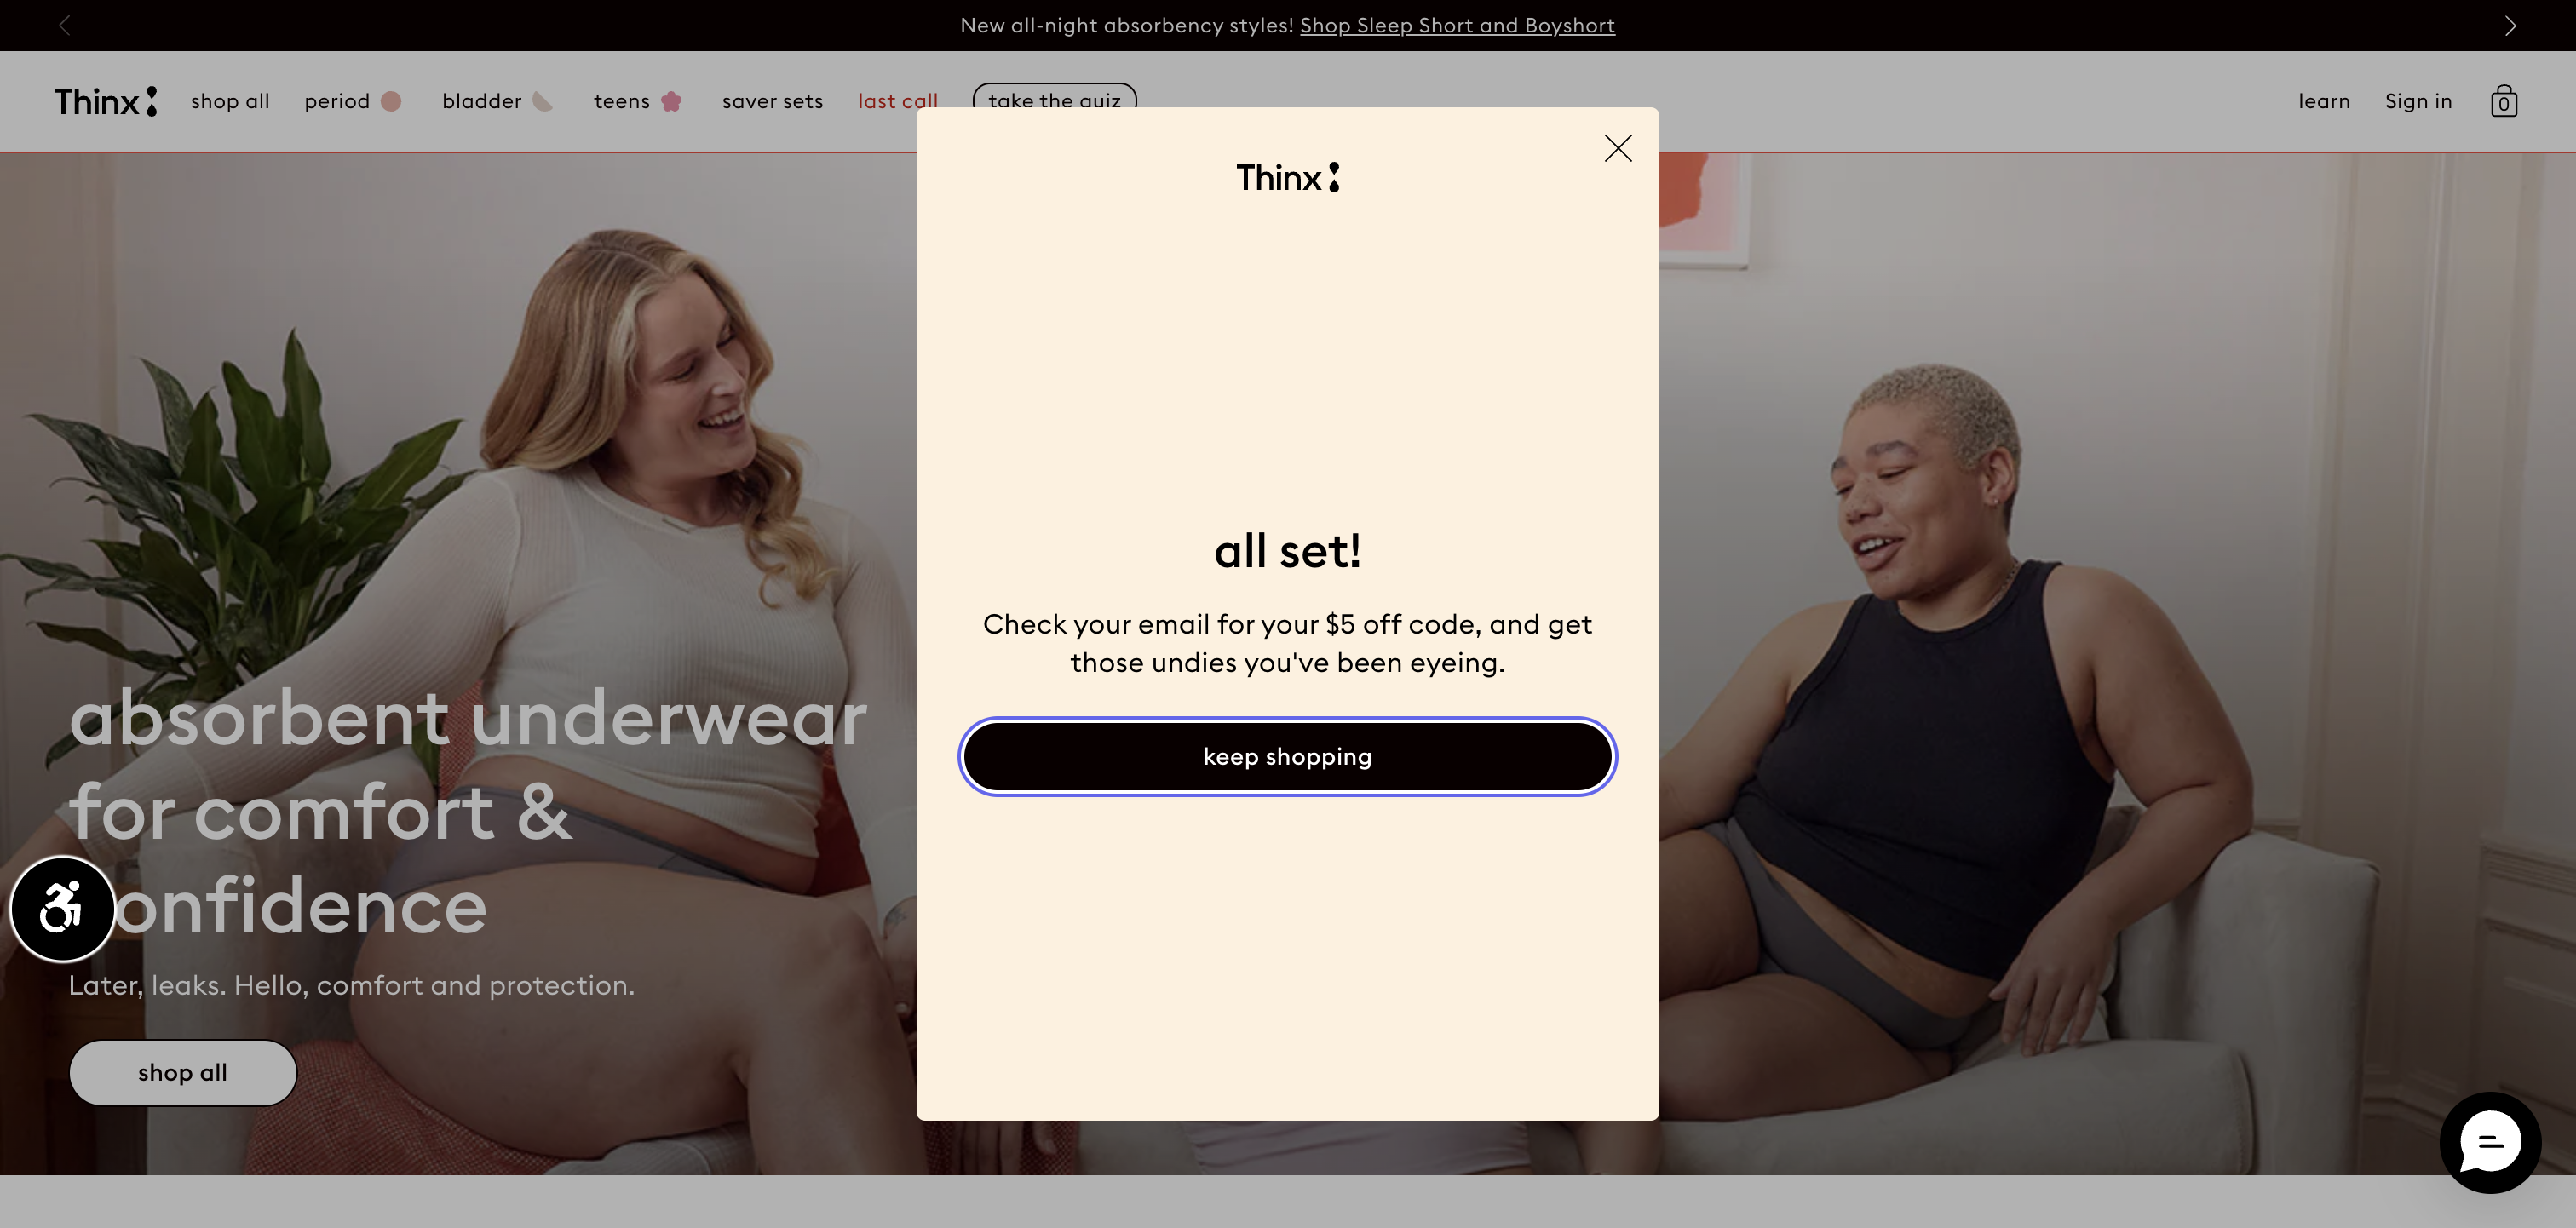 New all-night absorbency styles! Shop Sleep Short and Boyshort
Thinx
shop all
period
bladder
teens
saver sets
last call
take the quiz
learn
Sign in
0
Thinx
all set!
Check your email for your $5 off code, and get
those undies you've been eyeing.
keep shopping
absorbent underwear
for comfort &
onfidence
Later, leaks. Hello, comfort and protection.
shop all